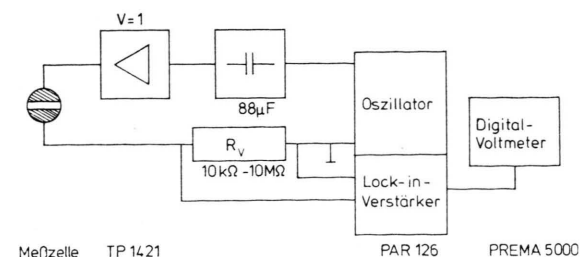 V=1
88µF
Oszillator
Digital-
Voltmeter
R_V
10kΩ-10MΩ
Lock-in-
Verstärker
Meßzelle TP 1421 PAR 126 PREMA 5000